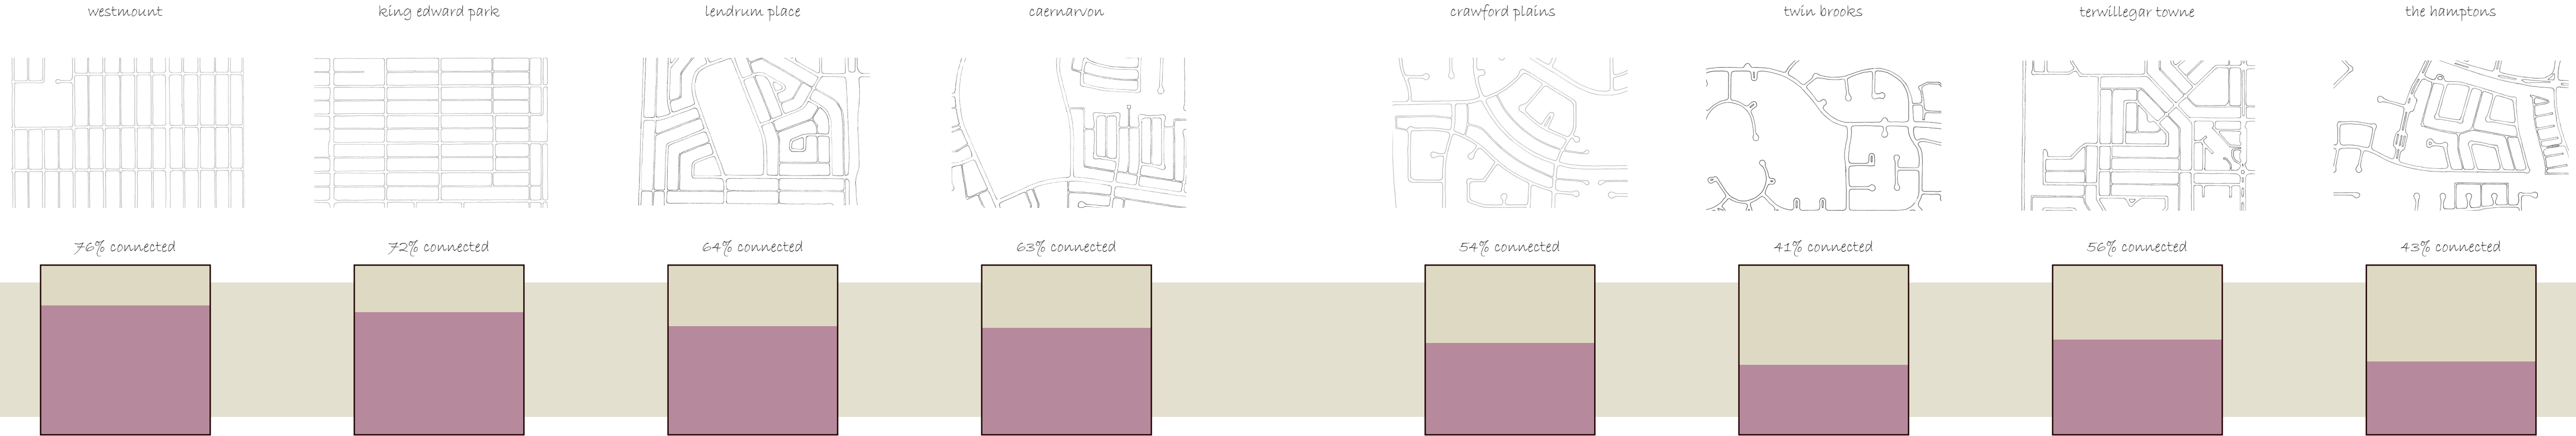 westmount
king edward park
lendrum place
caernarvon
crawford plains
twin brooks
terwillegar towne
the hamptons
76% connected
72% connected
64% connected
63% connected
54% connected
41% connected
56% connected
43% connected